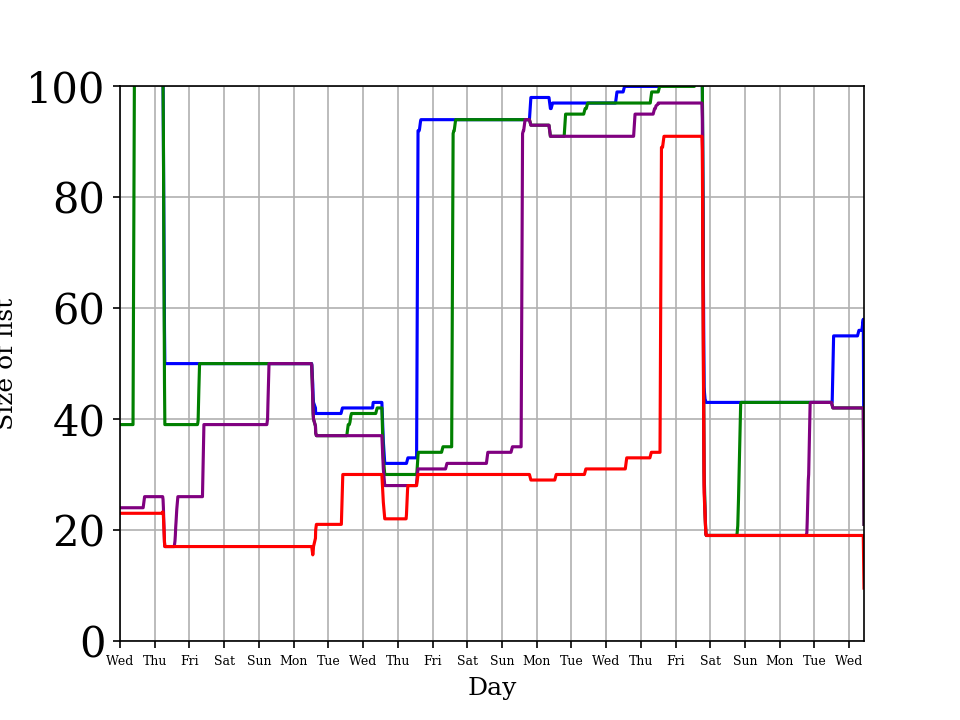 100
80
60
40
20
0
Size of list
Wed Thu Fri Sat Sun Mon Tue Wed Thu Fri Sat Sun Mon Tue Wed Thu Fri Sat Sun Mon Tue Wed
Day